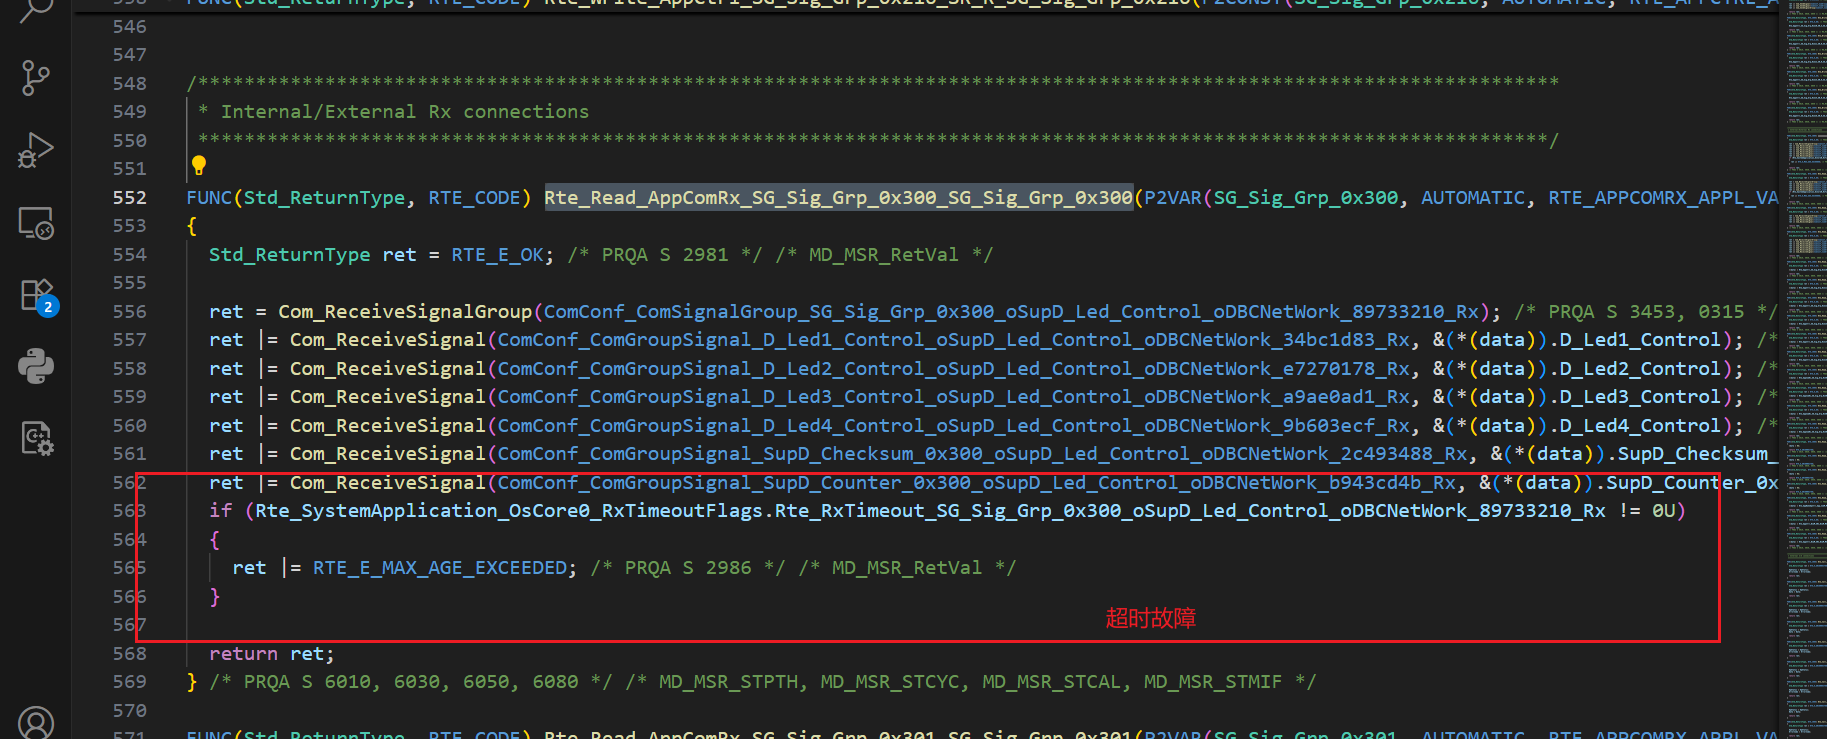 546
547
548 /**********************************************************************************************************************
549 * Internal/External Rx connections
550 *********************************************************************************************************************/
551
552 FUNC(Std_ReturnType, RTE_CODE) Rte_Read_AppComRx_SG_Sig_Grp_0x300_SG_Sig_Grp_0x300(P2VAR(SG_Sig_Grp_0x300, AUTOMATIC, RTE_APPCOMRX_APPL_VA
553 {
554 Std_ReturnType ret = RTE_E_OK; /* PRQA S 2981 */ /* MD_MSR_RetVal */
555
556 ret = Com_ReceiveSignalGroup(ComConf_ComSignalGroup_SG_Sig_Grp_0x300_oSupD_Led_Control_oDBCNetWork_89733210_Rx); /* PRQA S 3453, 0315 */
557 ret |= Com_ReceiveSignal(ComConf_ComGroupSignal_D_Led1_Control_oSupD_Led_Control_oDBCNetWork_34bc1d83_Rx, &(*(data)).D_Led1_Control); /*
558 ret |= Com_ReceiveSignal(ComConf_ComGroupSignal_D_Led2_Control_oSupD_Led_Control_oDBCNetWork_e7270178_Rx, &(*(data)).D_Led2_Control); /*
559 ret |= Com_ReceiveSignal(ComConf_ComGroupSignal_D_Led3_Control_oSupD_Led_Control_oDBCNetWork_a9ae0ad1_Rx, &(*(data)).D_Led3_Control); /*
560 ret |= Com_ReceiveSignal(ComConf_ComGroupSignal_D_Led4_Control_oSupD_Led_Control_oDBCNetWork_9b603ecf_Rx, &(*(data)).D_Led4_Control); /*
561 ret |= Com_ReceiveSignal(ComConf_ComGroupSignal_SupD_Checksum_0x300_oSupD_Led_Control_oDBCNetWork_2c493488_Rx, &(*(data)).SupD_Checksum_
562 ret |= Com_ReceiveSignal(ComConf_ComGroupSignal_SupD_Counter_0x300_oSupD_Led_Control_oDBCNetWork_b943cd4b_Rx, &(*(data)).SupD_Counter_0x
563 if (Rte_SystemApplication_OsCore0_RxTimeoutFlags.Rte_RxTimeout_SG_Sig_Grp_0x300_oSupD_Led_Control_oDBCNetWork_89733210_Rx != 0U)
564 {
565 ret |= RTE_E_MAX_AGE_EXCEEDED; /* PRQA S 2986 */ /* MD_MSR_RetVal */
566 }
超时故障
567
568 return ret;
569 } /* PRQA S 6010, 6030, 6050, 6080 */ /* MD_MSR_STPTH, MD_MSR_STCYC, MD_MSR_STCAL, MD_MSR_STMIF */
570
571 FUNC(Std_ReturnType, RTE_CODE) Rte_Read_AppComRx_SG_Sig_Grp_0x301_SG_Sig_Grp_0x301(P2VAR(SG_Sig_Grp_0x301, AUTOMATIC, RTE_APPCOMRX_APPL_VA
2